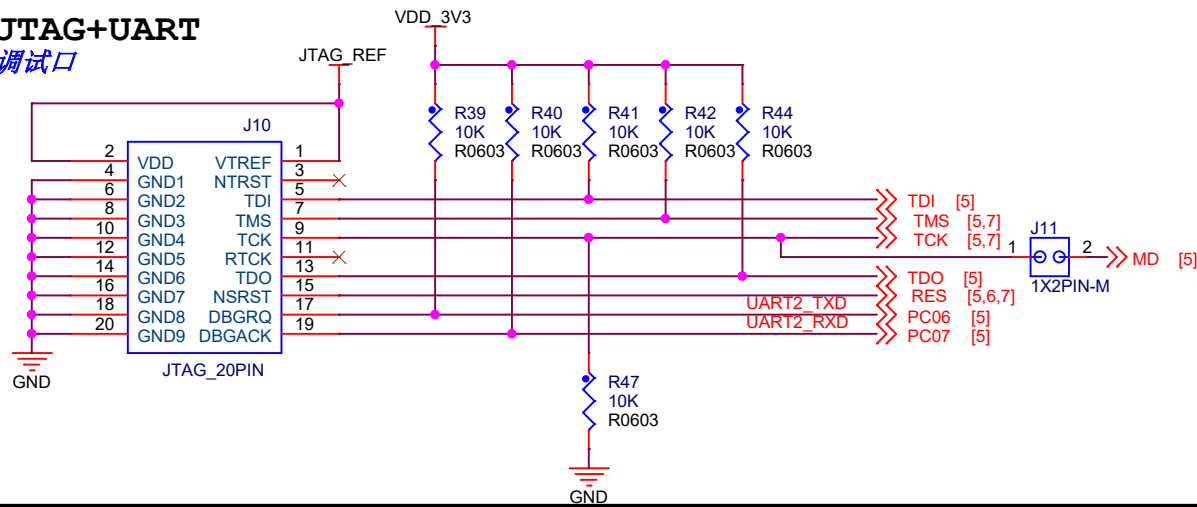 JTAG+UART
调试口
VDD_3V3
JTAG_REF
J10
R39
10K
R0603
R40
10K
R0603
R41
10K
R0603
R42
10K
R0603
R44
10K
R0603
2 VDD VTREF 1
4 GND1 NTRST 3
6 GND2 TDI 5
8 GND3 TMS 7
10 GND4 TCK 9
12 GND5 RTCK 11
14 GND6 TDO 13
16 GND7 NSRST 15
18 GND8 DBGRQ 17
20 GND9 DBGACK 19
JTAG_20PIN
GND
TDI [5]
TMS [5,7]
TCK [5,7]
TDO [5]
RES [5,6,7]
UART2_TXD PC06 [5]
UART2_RXD PC07 [5]
J11
1 2
1X2PIN-M
MD [5]
R47
10K
R0603
GND